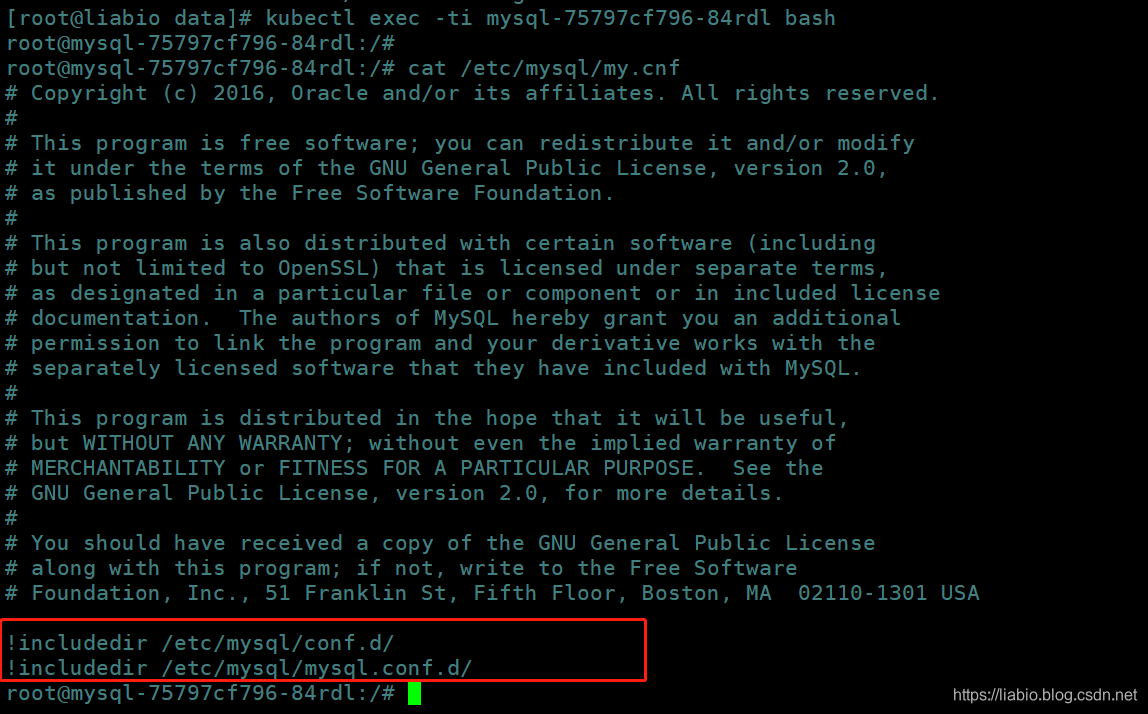 [root@liabio data]# kubectl exec -ti mysql-75797cf796-84rdl bash
root@mysql-75797cf796-84rdl:/#
root@mysql-75797cf796-84rdl:/# cat /etc/mysql/my.cnf
# Copyright (c) 2016, Oracle and/or its affiliates. All rights reserved.
#
# This program is free software; you can redistribute it and/or modify
# it under the terms of the GNU General Public License, version 2.0,
# as published by the Free Software Foundation.
#
# This program is also distributed with certain software (including
# but not limited to OpenSSL) that is licensed under separate terms,
# as designated in a particular file or component or in included license
# documentation.  The authors of MySQL hereby grant you an additional
# permission to link the program and your derivative works with the
# separately licensed software that they have included with MySQL.
#
# This program is distributed in the hope that it will be useful,
# but WITHOUT ANY WARRANTY; without even the implied warranty of
# MERCHANTABILITY or FITNESS FOR A PARTICULAR PURPOSE.  See the
# GNU General Public License, version 2.0, for more details.
#
# You should have received a copy of the GNU General Public License
# along with this program; if not, write to the Free Software
# Foundation, Inc., 51 Franklin St, Fifth Floor, Boston, MA  02110-1301 USA
!includedir /etc/mysql/conf.d/
!includedir /etc/mysql/mysql.conf.d/
root@mysql-75797cf796-84rdl:/#
https://liabio.blog.csdn.net